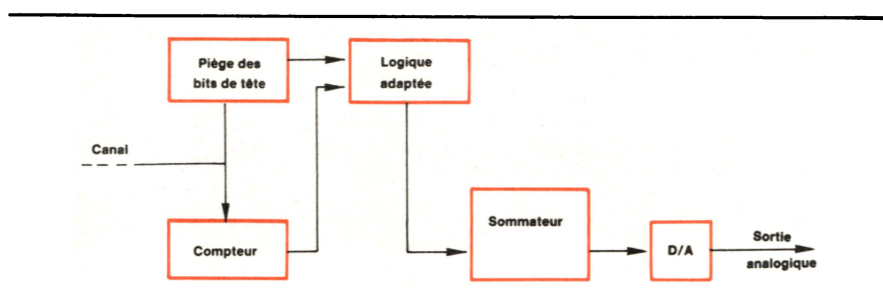 Piège des
bits de tête
Logique
adaptée
Canal
Compteur
Sommateur
D/A
Sortie
analogique